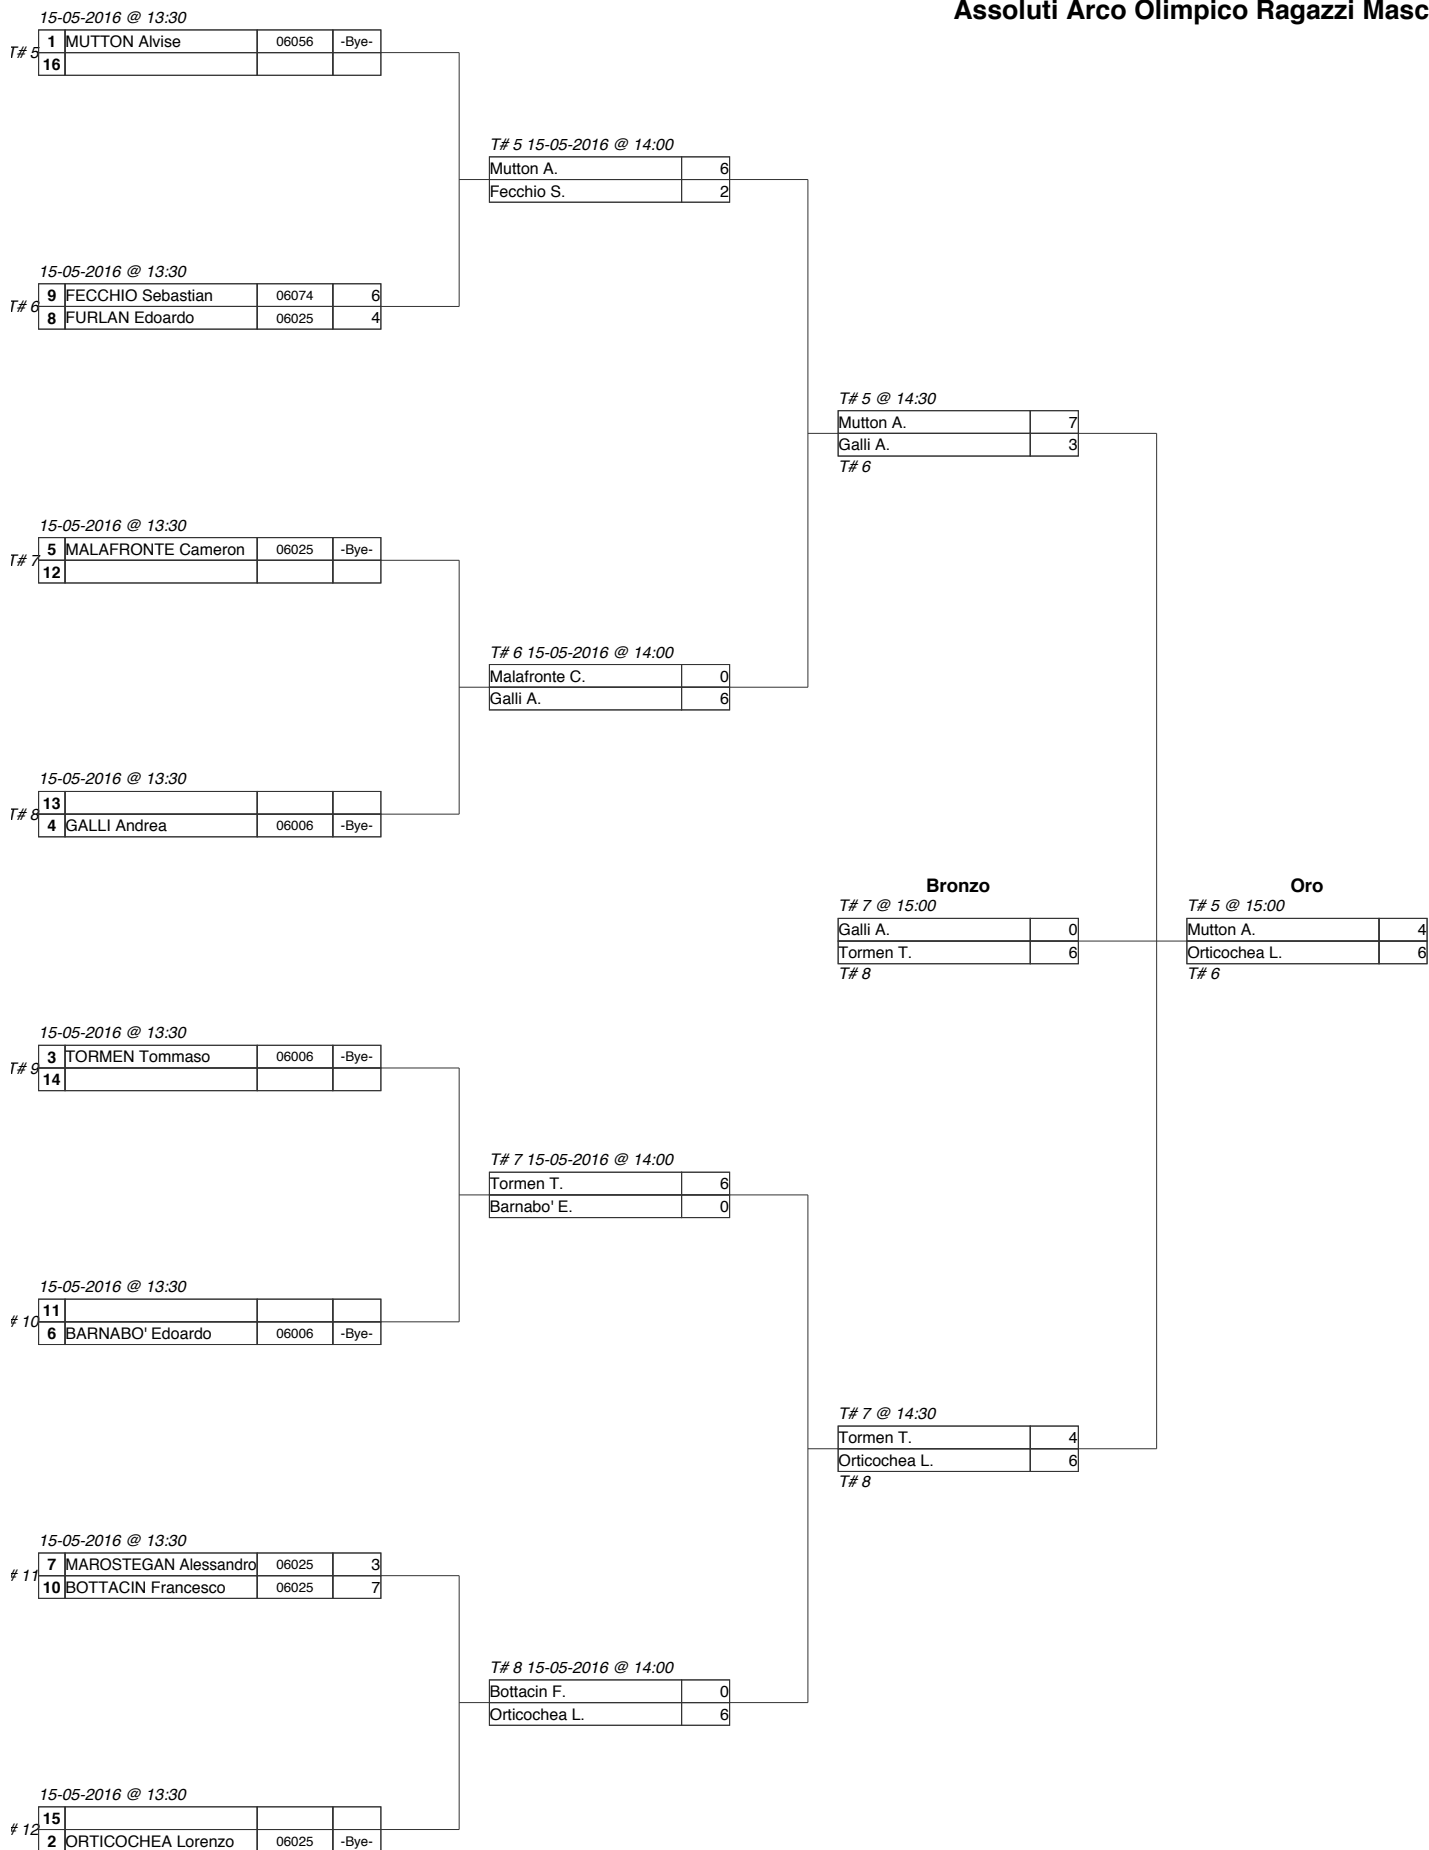 Assoluti Arco Olimpico Ragazzi Masc
15-05-2016 @ 13:30
T# 5
1 MUTTON Alvise 06056 -Bye-
16
T# 5 15-05-2016 @ 14:00
Mutton A. 6
Fecchio S. 2
15-05-2016 @ 13:30
T# 6
9 FECCHIO Sebastian 06074 6
8 FURLAN Edoardo 06025 4
T# 5 @ 14:30
Mutton A. 7
Galli A. 3
T# 6
15-05-2016 @ 13:30
T# 7
5 MALAFRONTE Cameron 06025 -Bye-
12
T# 6 15-05-2016 @ 14:00
Malafronte C. 0
Galli A. 6
15-05-2016 @ 13:30
T# 8
13
4 GALLI Andrea 06006 -Bye-
Bronzo
T# 7 @ 15:00
Galli A. 0
Tormen T. 6
T# 8
Oro
T# 5 @ 15:00
Mutton A. 4
Orticochea L. 6
T# 6
15-05-2016 @ 13:30
T# 9
3 TORMEN Tommaso 06006 -Bye-
14
T# 7 15-05-2016 @ 14:00
Tormen T. 6
Barnabo' E. 0
15-05-2016 @ 13:30
# 10
11
6 BARNABO' Edoardo 06006 -Bye-
T# 7 @ 14:30
Tormen T. 4
Orticochea L. 6
T# 8
15-05-2016 @ 13:30
# 11
7 MAROSTEGAN Alessandro 06025 3
10 BOTTACIN Francesco 06025 7
T# 8 15-05-2016 @ 14:00
Bottacin F. 0
Orticochea L. 6
15-05-2016 @ 13:30
# 12
15
2 ORTICOCHEA Lorenzo 06025 -Bye-